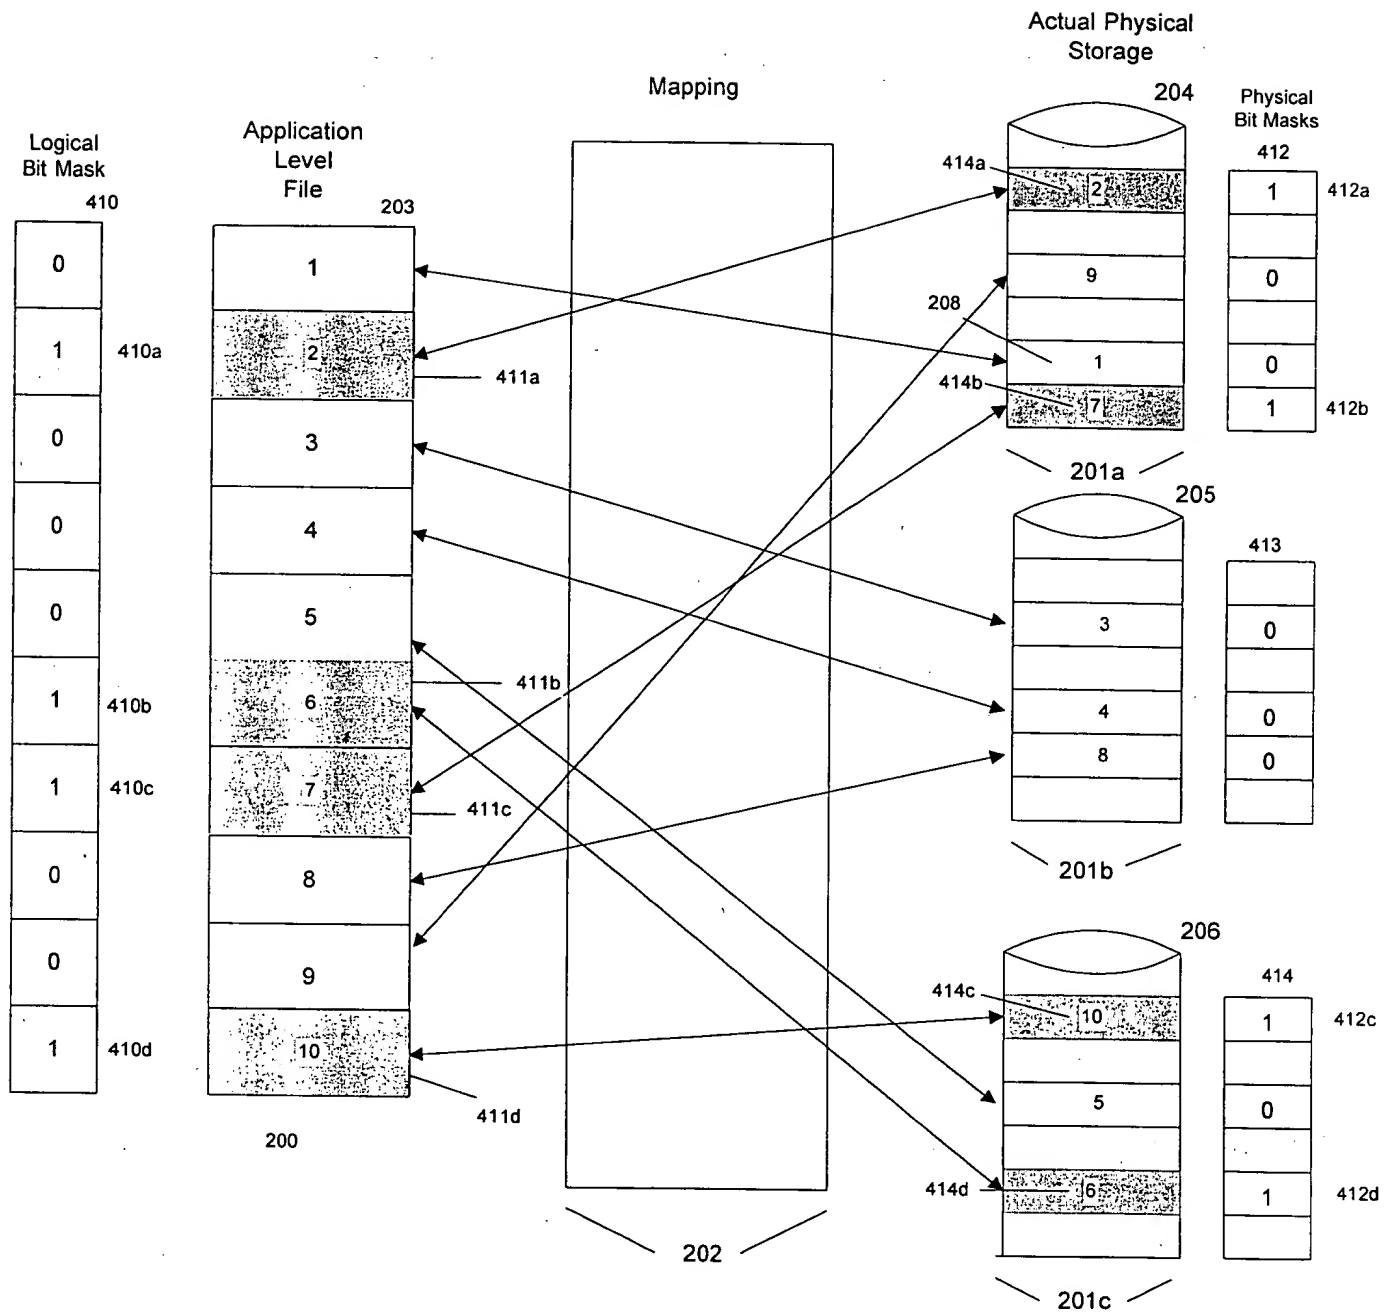 Actual Physical
Storage
Mapping
204
Physical
Bit Masks
412
Logical
Bit Mask
410
Application
Level
File
203
0
1
410a
0
0
0
1
410b
1
410c
0
0
1
410d
1
2
411a
3
4
5
411b
6
7
411c
8
9
10
411d
200
202
414a
2
9
208
1
414b
7
201a
1
412a
0
0
1
412b
205
413
3
4
8
201b
0
0
0
206
414
414c
10
5
414d
6
201c
1
412c
0
1
412d